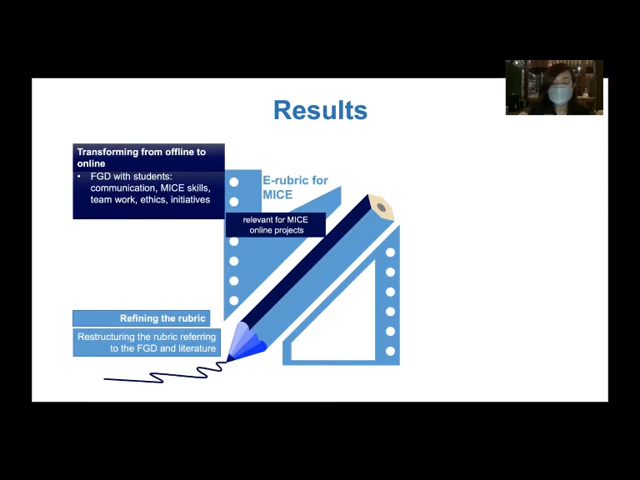 Results
Transforming from offline to
online
• FGD with students:
communication, MICE skills,
team work, ethics, initiatives
E-rubric for
MICE
relevant for MICE
online projects
Refining the rubric
Restructuring the rubric referring
to the FGD and literature